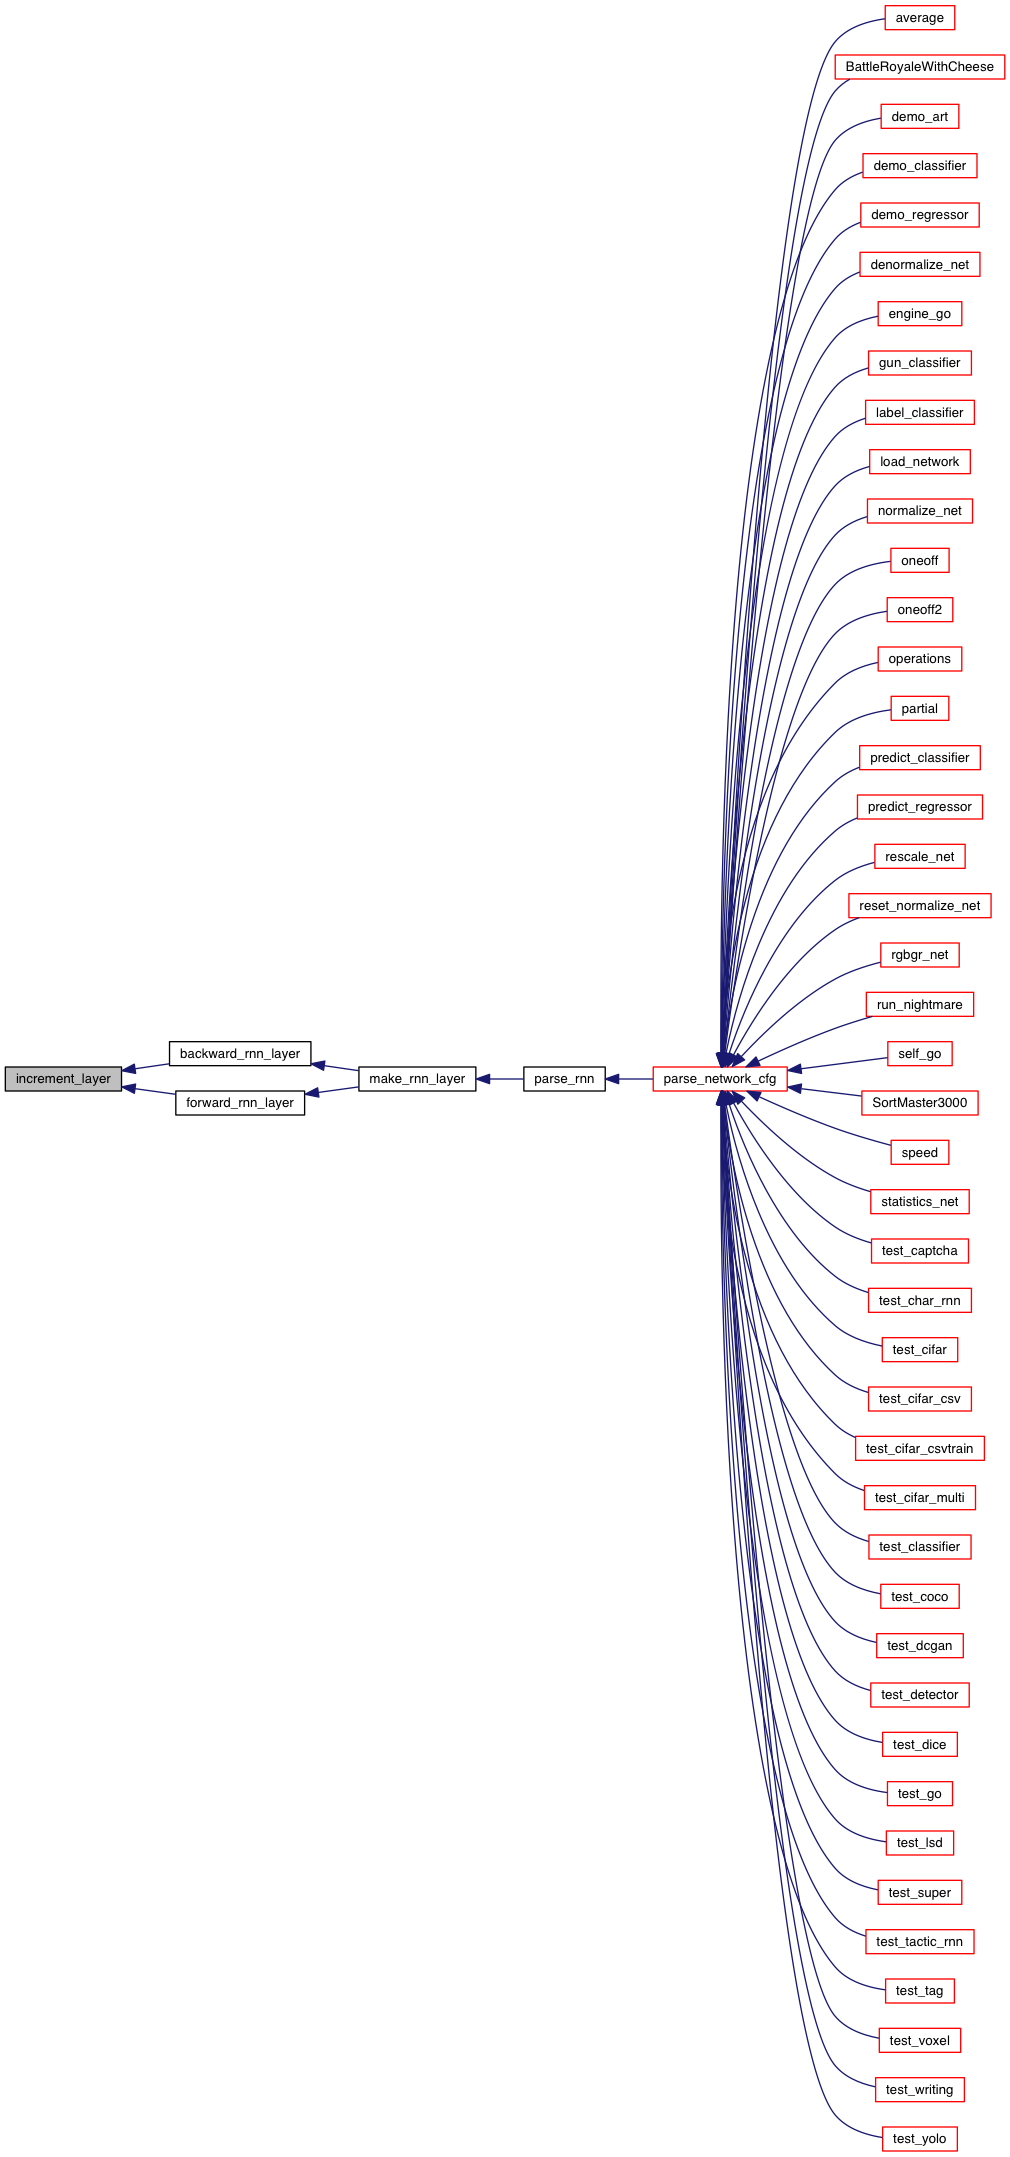 average
BattleRoyaleWithCheese
demo_art
demo_classifier
demo_regressor
denormalize_net
engine_go
gun_classifier
label_classifier
load_network
normalize_net
oneoff
oneoff2
operations
partial
predict_classifier
predict_regressor
rescale_net
reset_normalize_net
rgbgr_net
run_nightmare
increment_layer
backward_rnn_layer
forward_rnn_layer
make_rnn_layer
parse_rnn
parse_network_cfg
self_go
SortMaster3000
speed
statistics_net
test_captcha
test_char_rnn
test_cifar
test_cifar_csv
test_cifar_csvtrain
test_cifar_multi
test_classifier
test_coco
test_dcgan
test_detector
test_dice
test_go
test_lsd
test_super
test_tactic_rnn
test_tag
test_voxel
test_writing
test_yolo